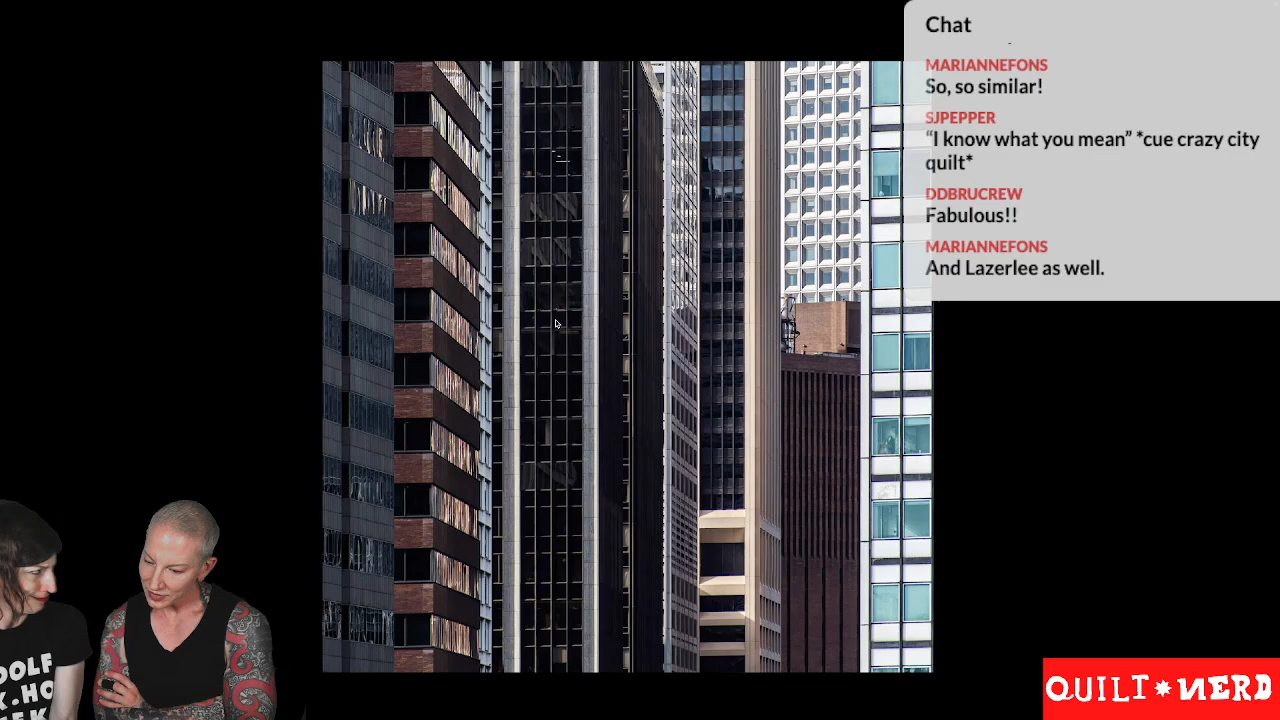 Chat
MARIANNEFONS
So, so similar!
SJPEPPER
“I know what you mean” *cue crazy city
quilt*
DDBRUCREW
Fabulous!!
MARIANNEFONS
And Lazerlee as well.
QUILT*NERD